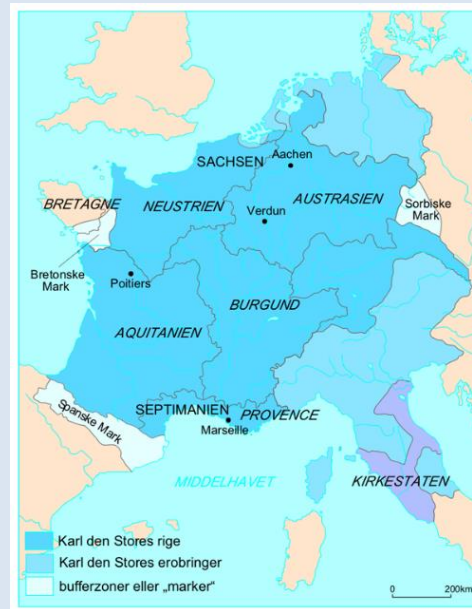 SACHSEN
Aachen
BRETAGNE
NEUSTRIEN
AUSTRASIEN
Sorbiske
Mark
Verdun
Bretonske
Mark
Poitiers
BURGUND
AQUITANIEN
Spanske Mark
SEPTIMANIEN
PROVENCE
Marseille
MIDDELHAVET
KIRKESTATEN
Karl den Stores rige
Karl den Stores erobringer
bufferzoner eller „marker“
0 200km